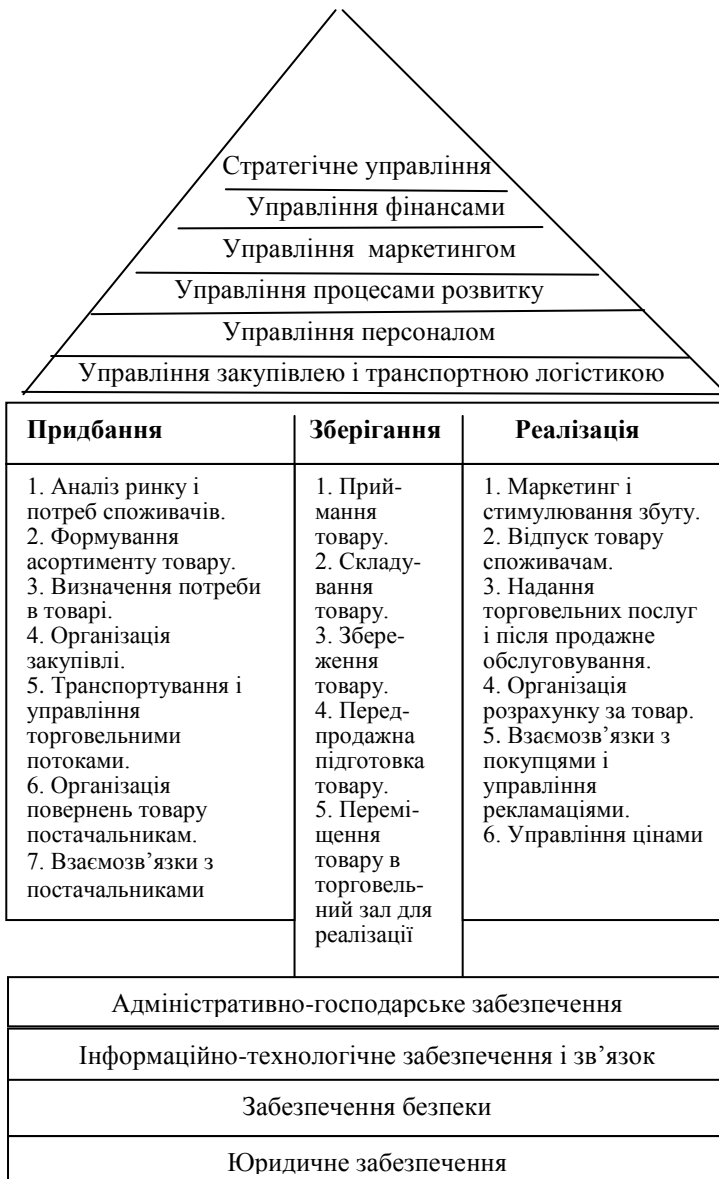 Стратегічне управління
Управління фінансами
Управління маркетингом
Управління процесами розвитку
Управління персоналом
Управління закупівлею і транспортною логістикою
Придбання
1. Аналіз ринку і
потреб споживачів.
2. Формування
асортименту товару.
3. Визначення потреби
в товарі.
4. Організація
закупівлі.
5. Транспортування і
управління
торговельними
потоками.
6. Організація
повернень товару
постачальникам.
7. Взаємозв’язки з
постачальниками
Зберігання
1. Прий-
мання
товару.
2. Складу-
вання
товару.
3. Збере-
ження
товару.
4. Перед-
продажна
підготовка
товару.
5. Перемі-
щення
товару в
торговель-
ний зал для
реалізації
Реалізація
1. Маркетинг і
стимулювання збуту.
2. Відпуск товару
споживачам.
3. Надання
торговельних послуг
і після продажне
обслуговування.
4. Організація
розрахунку за товар.
5. Взаємозв’язки з
покупцями і
управління
рекламаціями.
6. Управління цінами
Адміністративно-господарське забезпечення
Інформаційно-технологічне забезпечення і зв’язок
Забезпечення безпеки
Юридичне забезпечення